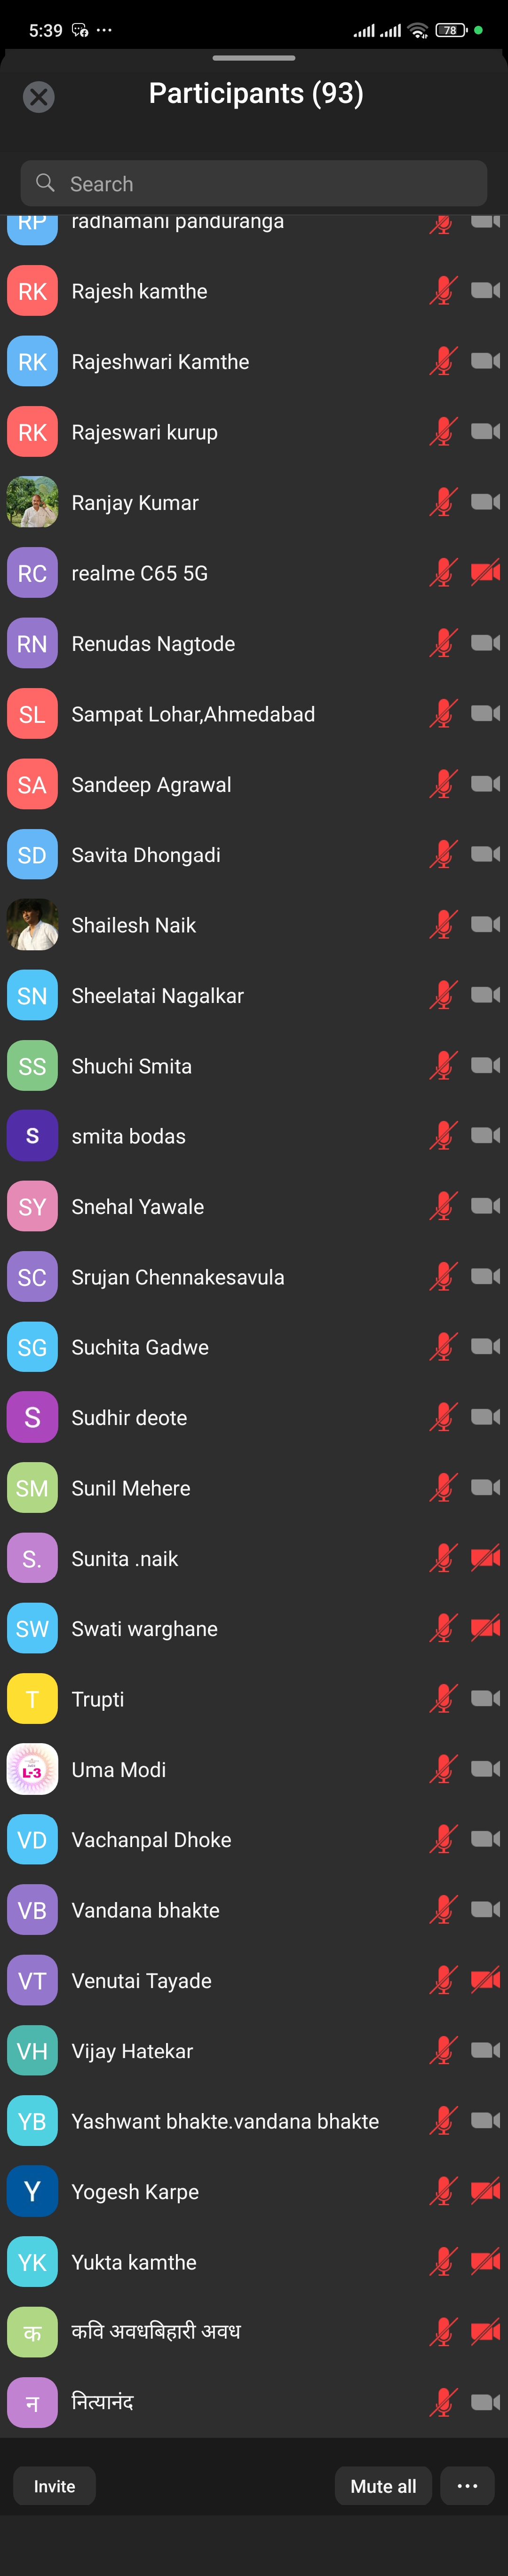 5:39
78
Participants (93)
Search
RP radhamani panduranga
RK Rajesh kamthe
RK Rajeshwari Kamthe
RK Rajeswari kurup
Ranjay Kumar
RC realme C65 5G
RN Renudas Nagtode
SL Sampat Lohar,Ahmedabad
SA Sandeep Agrawal
SD Savita Dhongadi
Shailesh Naik
SN Sheelatai Nagalkar
SS Shuchi Smita
S smita bodas
SY Snehal Yawale
SC Srujan Chennakesavula
SG Suchita Gadwe
S Sudhir deote
SM Sunil Mehere
S. Sunita .naik
SW Swati warghane
T Trupti
L-3 Uma Modi
VD Vachanpal Dhoke
VB Vandana bhakte
VT Venutai Tayade
VH Vijay Hatekar
YB Yashwant bhakte.vandana bhakte
Y Yogesh Karpe
YK Yukta kamthe
क कवि अवधबिहारी अवध
न नित्यानंद
Invite Mute all